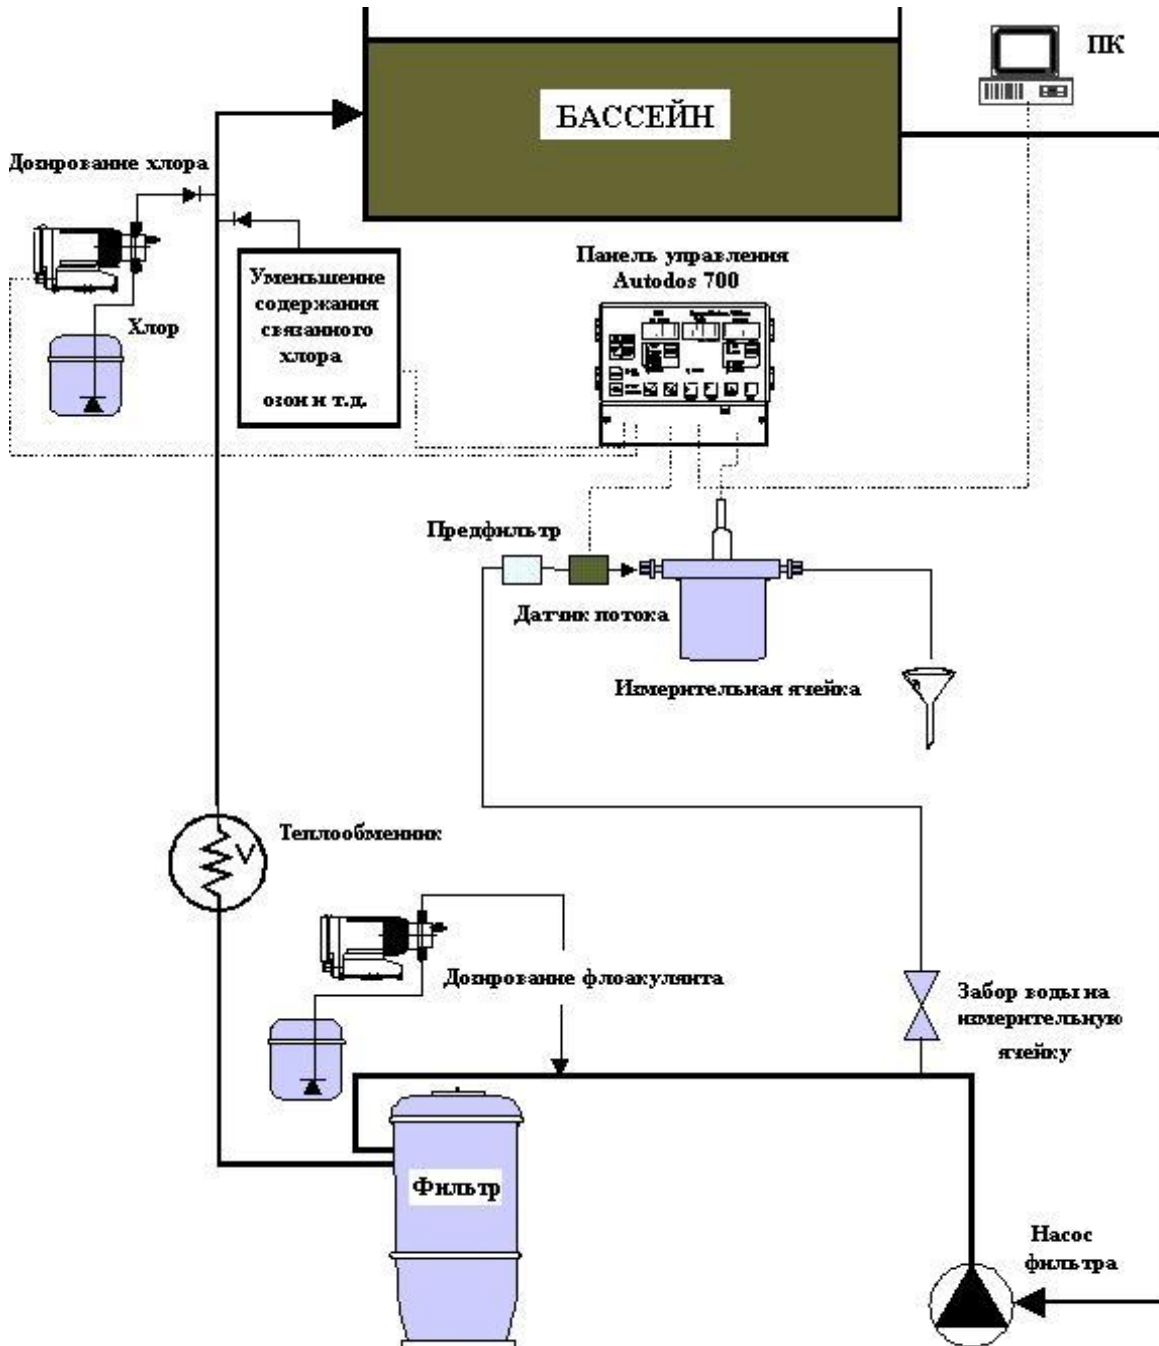 ПК
БАССЕЙН
Дозирование хлора
Панель управления
Autodos 700
Уменьшение
содержания
связанного
хлора
озон и т.д.
Хлор
Предфильтр
Датчик потока
Измерительная ячейка
Теплообменник
Дозирование флоакулянта
Забор воды на
измерительную
ячейку
Фильтр
Насос
фильтра